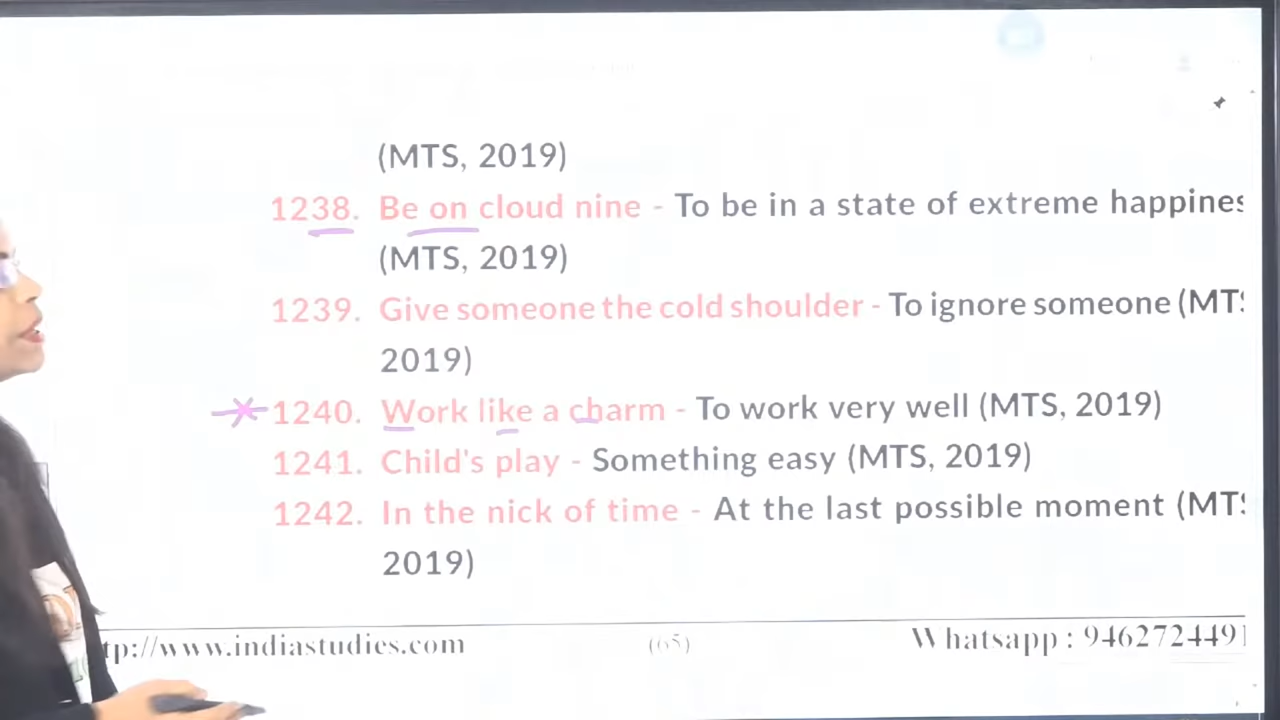 (MTS, 2019)
1238. Be on cloud nine - To be in a state of extreme happines
(MTS, 2019)
1239. Give someone the cold shoulder - To ignore someone (MTS
2019)
1240. Work like a charm - To work very well (MTS, 2019)
1241. Child's play - Something easy (MTS, 2019)
1242. In the nick of time - At the last possible moment (MTS
2019)
tp://www.indiastudies.com (65) Whatsapp : 9462724491